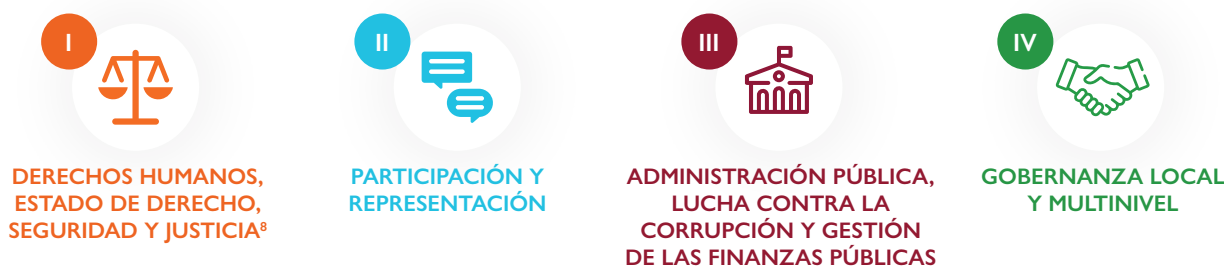 I
DERECHOS HUMANOS,
ESTADO DE DERECHO,
SEGURIDAD Y JUSTICIA⁸
II
PARTICIPACIÓN Y
REPRESENTACIÓN
III
ADMINISTRACIÓN PÚBLICA,
LUCHA CONTRA LA
CORRUPCIÓN Y GESTIÓN
DE LAS FINANZAS PÚBLICAS
IV
GOBERNANZA LOCAL
Y MULTINIVEL